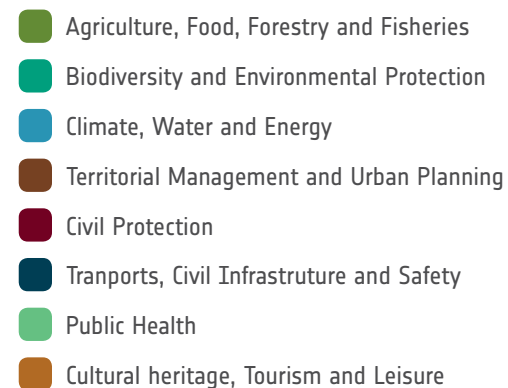 Agriculture, Food, Forestry and Fisheries
Biodiversity and Environmental Protection
Climate, Water and Energy
Territorial Management and Urban Planning
Civil Protection
Tranports, Civil Infrastruture and Safety
Public Health
Cultural heritage, Tourism and Leisure